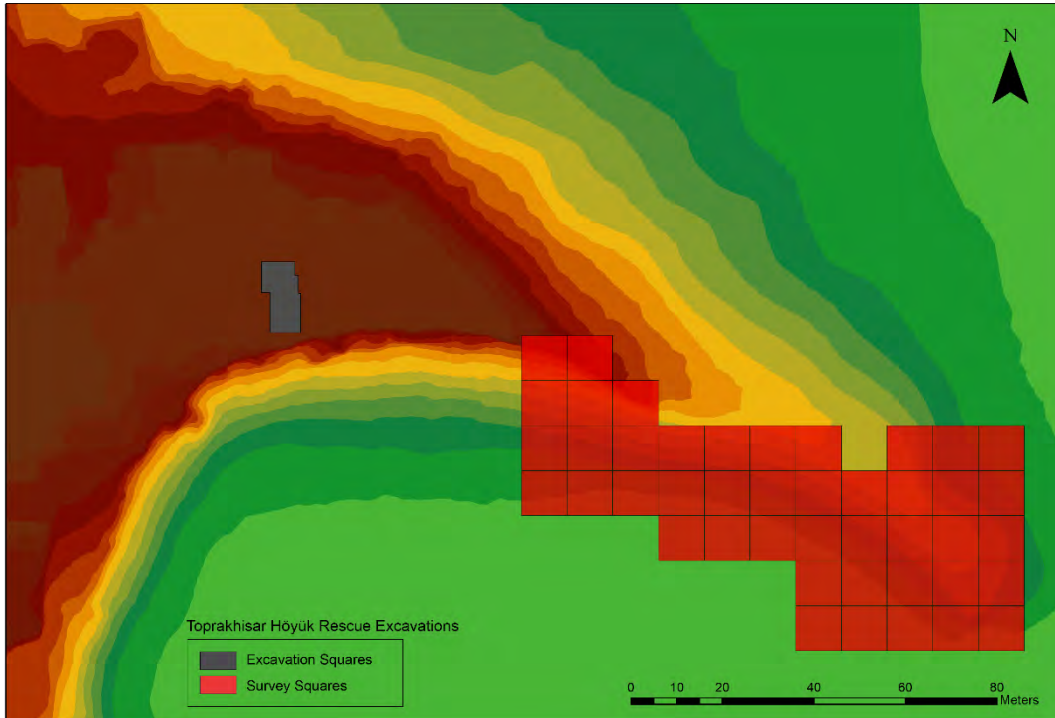 N
Toprakhisar Höyük Rescue Excavations
Excavation Squares
Survey Squares
0 10 20 40 60 80
Meters